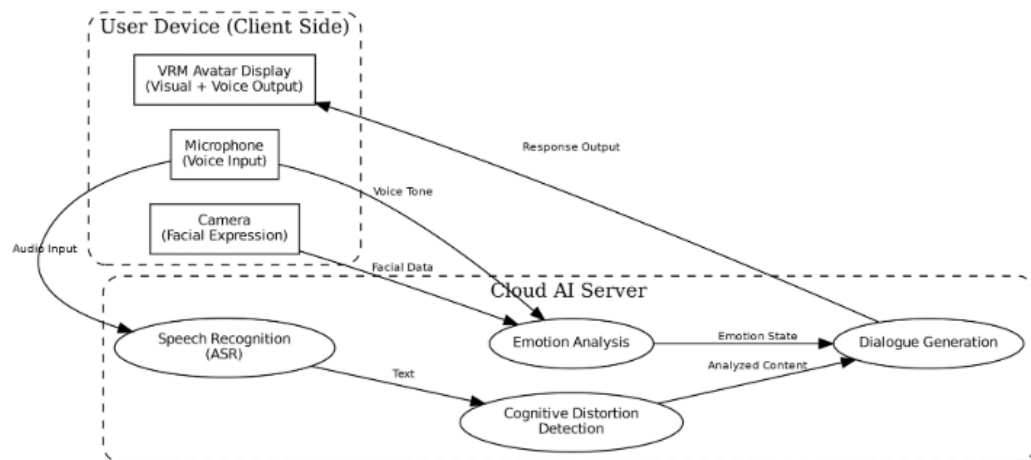 User Device (Client Side)
VRM Avatar Display
(Visual + Voice Output)
Microphone
(Voice Input)
Camera
(Facial Expression)
Response Output
Voice Tone
Audio Input
Facial Data
Cloud AI Server
Speech Recognition
(ASR)
Emotion Analysis
Emotion State
Dialogue Generation
Text
Analyzed Content
Cognitive Distortion
Detection